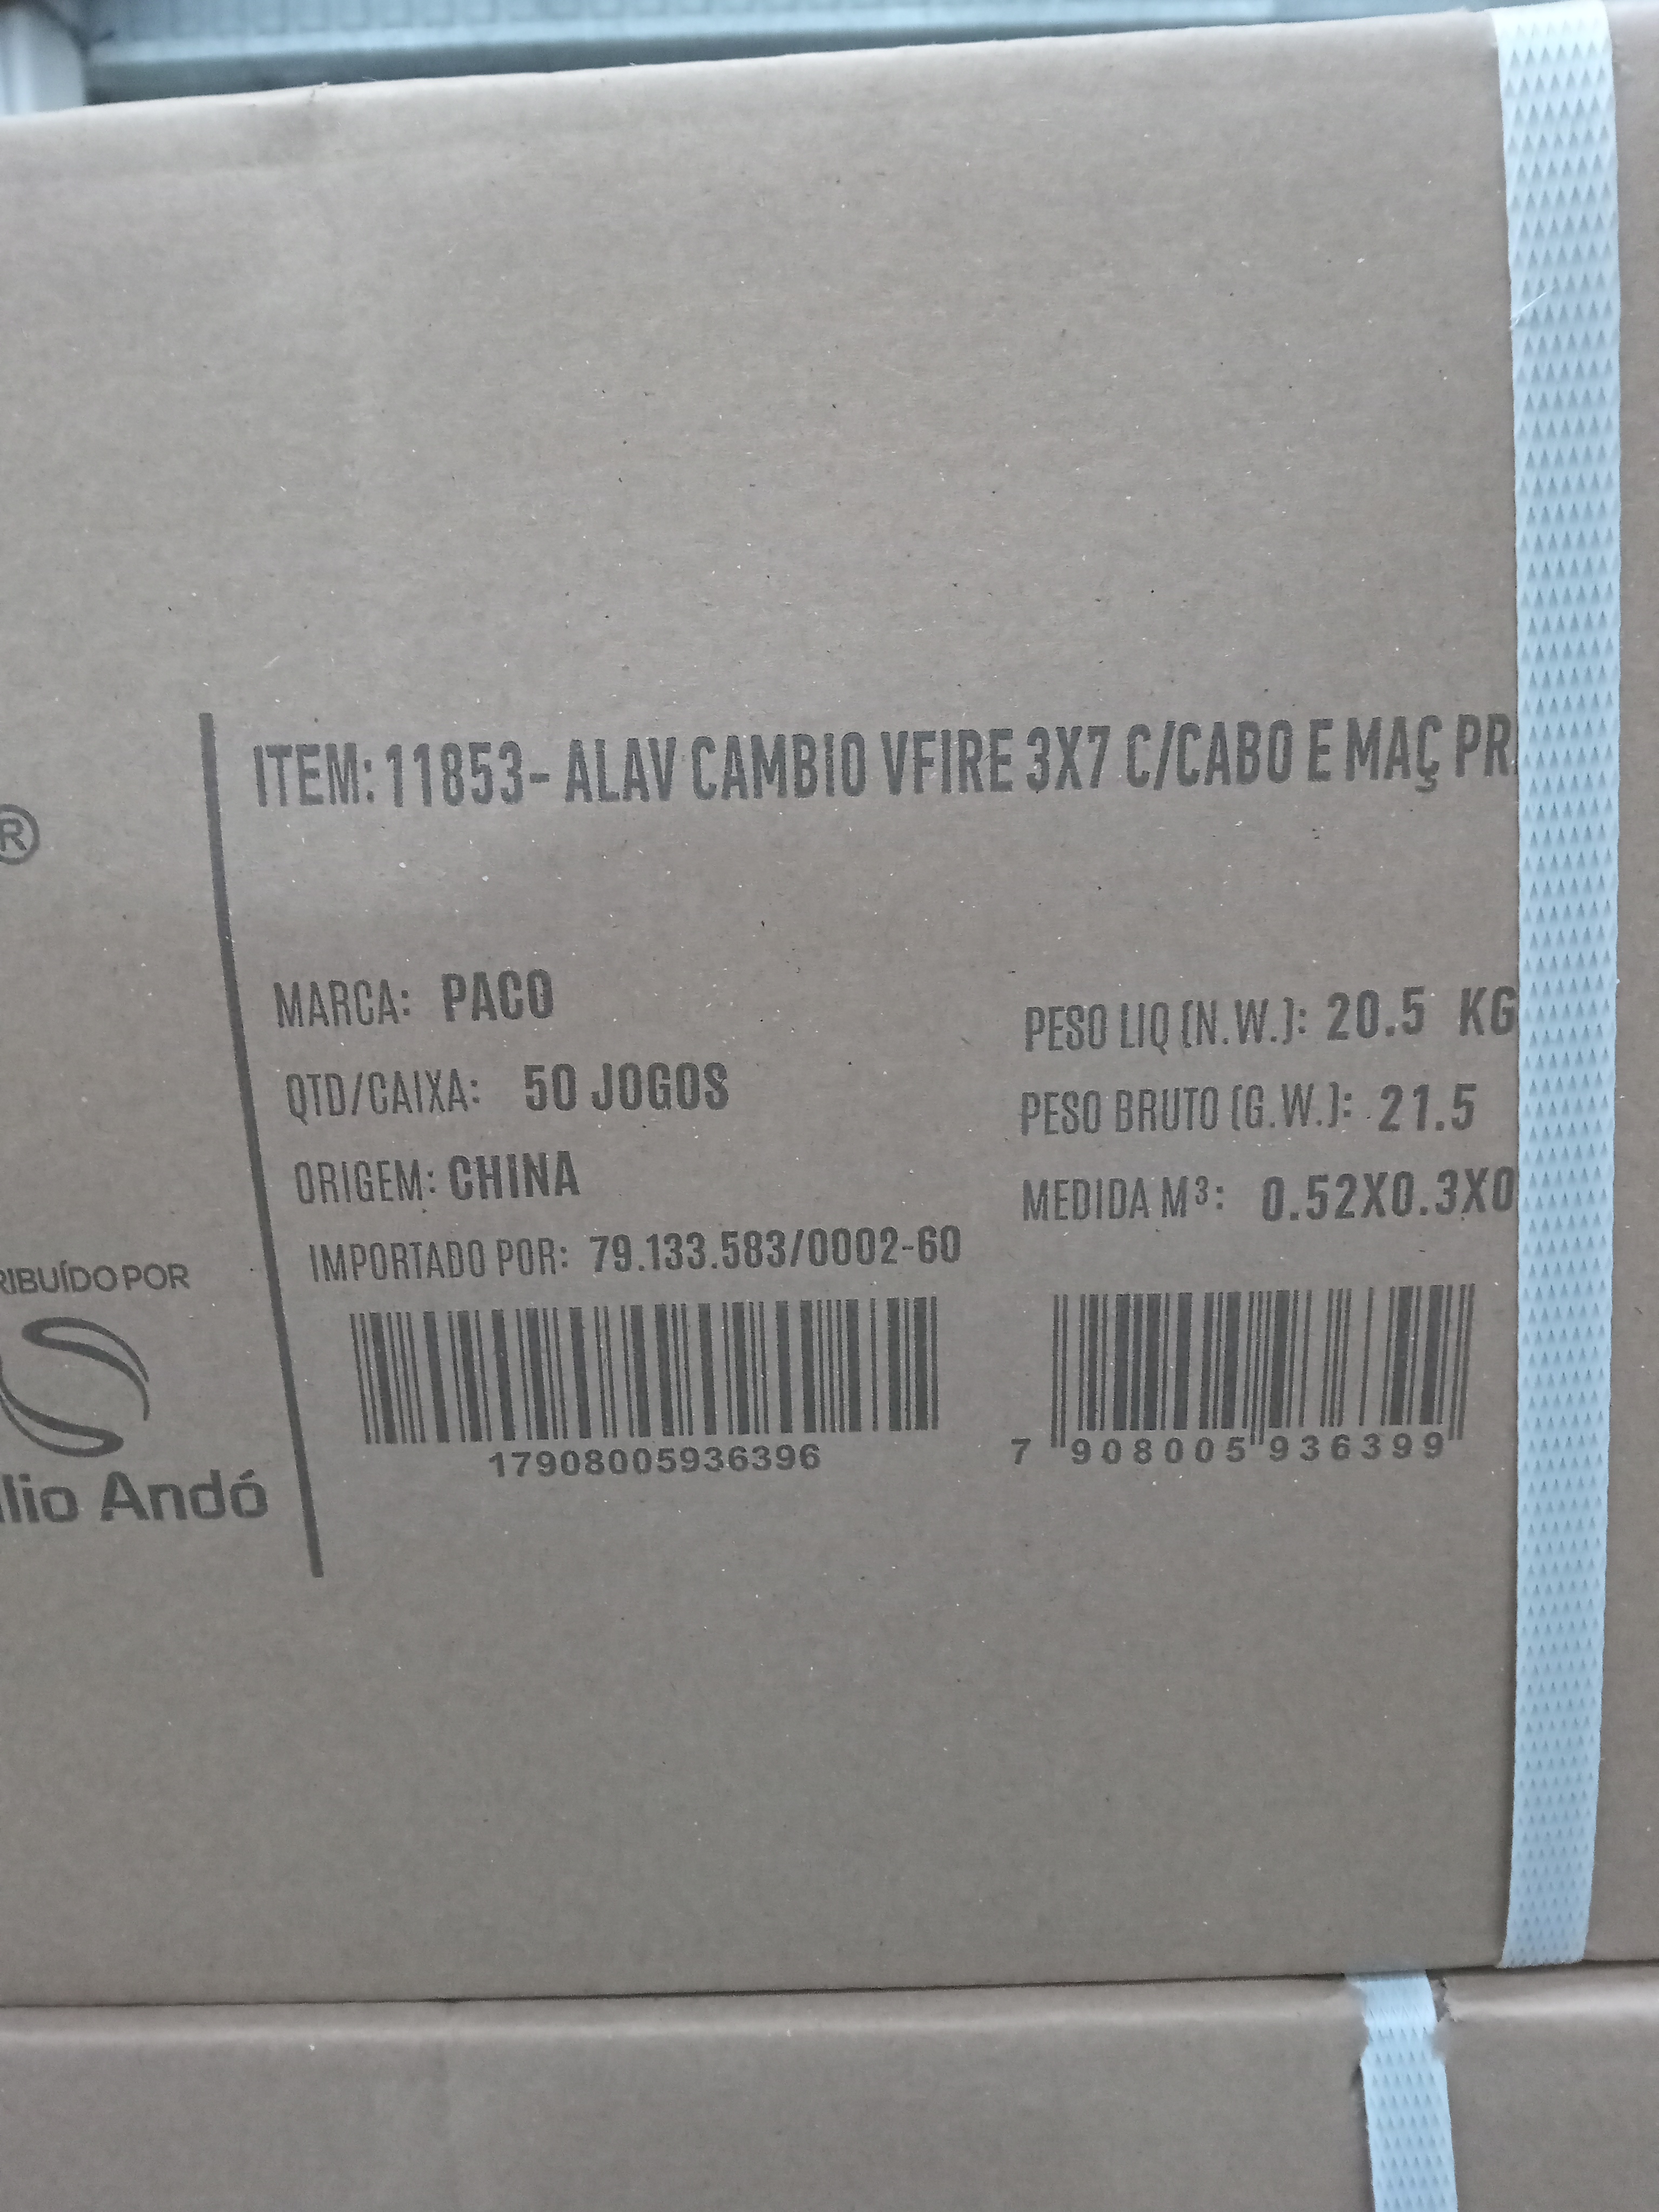 ITEM: 11853- ALAV CAMBIO VFIRE 3X7 C/CABO E MAÇ PR
®
MARCA: PACO
QTD/CAIXA: 50 JOGOS
ORIGEM: CHINA
IMPORTADO POR: 79.133.583/0002-60
PESO LIQ (N.W.): 20.5 KG
PESO BRUTO (G.W.): 21.5
MEDIDA M³: 0.52X0.3X0
17908005936396
7 908005 936399
RIBUÍDO POR
lio Andó